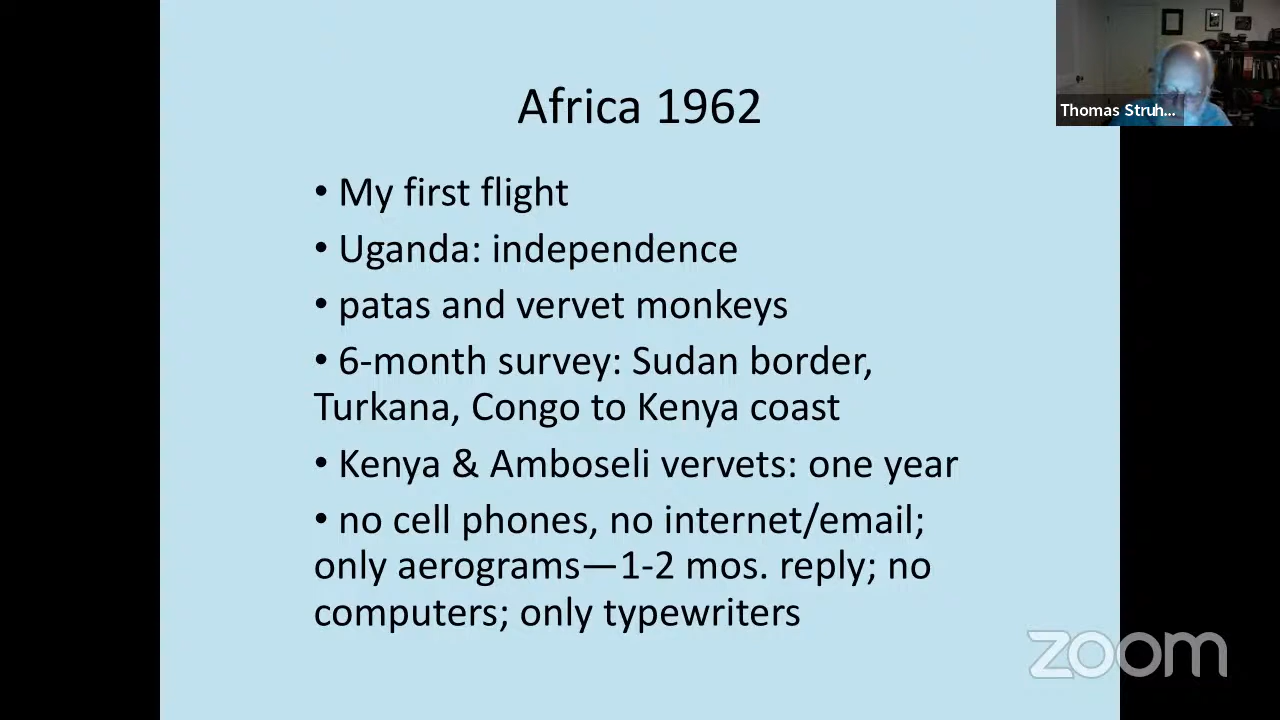 Africa 1962
Thomas Struh...
• My first flight
• Uganda: independence
• patas and vervet monkeys
• 6-month survey: Sudan border,
Turkana, Congo to Kenya coast
• Kenya & Amboseli vervets: one year
• no cell phones, no internet/email;
only aerograms—1-2 mos. reply; no
computers; only typewriters
zoom